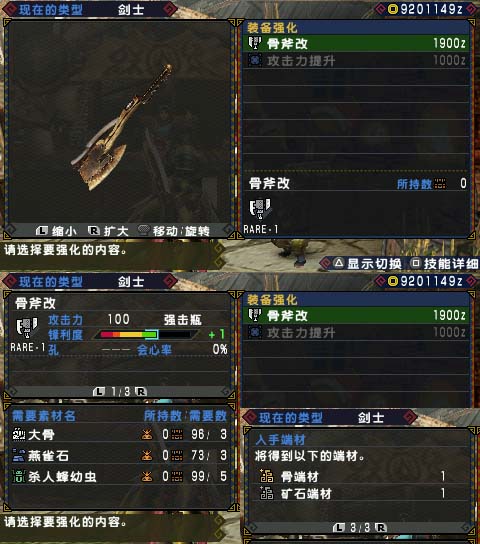 现在的类型 剑士
9201149z
装备强化
骨斧改 1900z
攻击力提升 1000z
骨斧改 所持数 0
RARE-1
L 缩小 R 扩大 移动/旋转
请选择要强化的内容。
△显示切换 □技能详细
现在的类型 剑士
9201149z
骨斧改
攻击力 100 强击瓶
锋利度 +1
RARE-1
孔 --- 会心率 0%
L 1/3 R
装备强化
骨斧改 1900z
攻击力提升 1000z
需要素材名 所持数/需要数
大骨 0 96/ 3
燕雀石 0 73/ 3
杀人蜂幼虫 0 99/ 5
请选择要强化的内容。
现在的类型 剑士
入手端材
将得到以下的端材。
骨端材 1
矿石端材 1
L 3/3 R